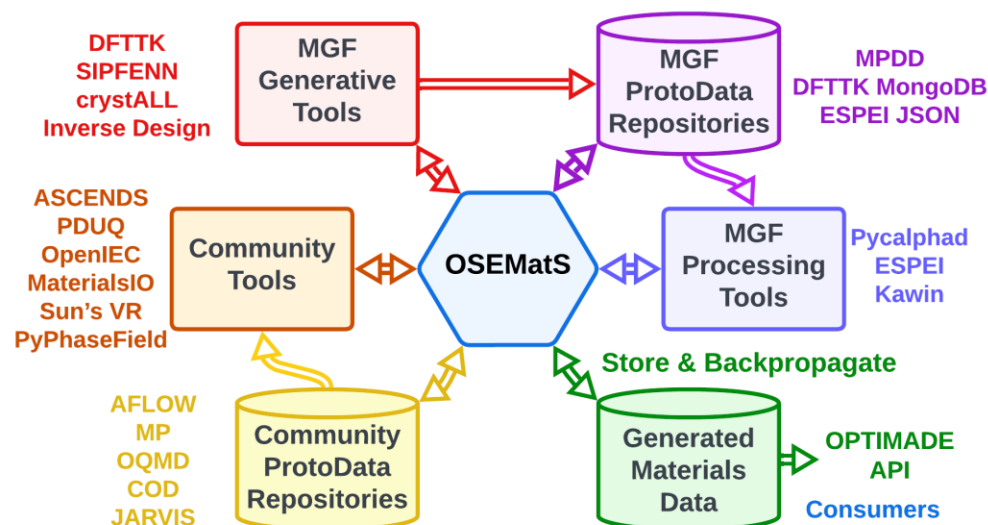 DFTTK
SIPFENN
crystALL
Inverse Design
MGF
Generative
Tools
MGF
ProtoData
Repositories
MPDD
DFTTK MongoDB
ESPEI JSON
ASCENDS
PDUQ
OpenIEC
MaterialsIO
Sun's VR
PyPhaseField
Community
Tools
OSEMatS
MGF
Processing
Tools
Pycalphad
ESPEI
Kawin
Store & Backpropagate
AFLOW
MP
OQMD
COD
JARVIS
Community
ProtoData
Repositories
Generated
Materials
Data
OPTIMADE
API
Consumers